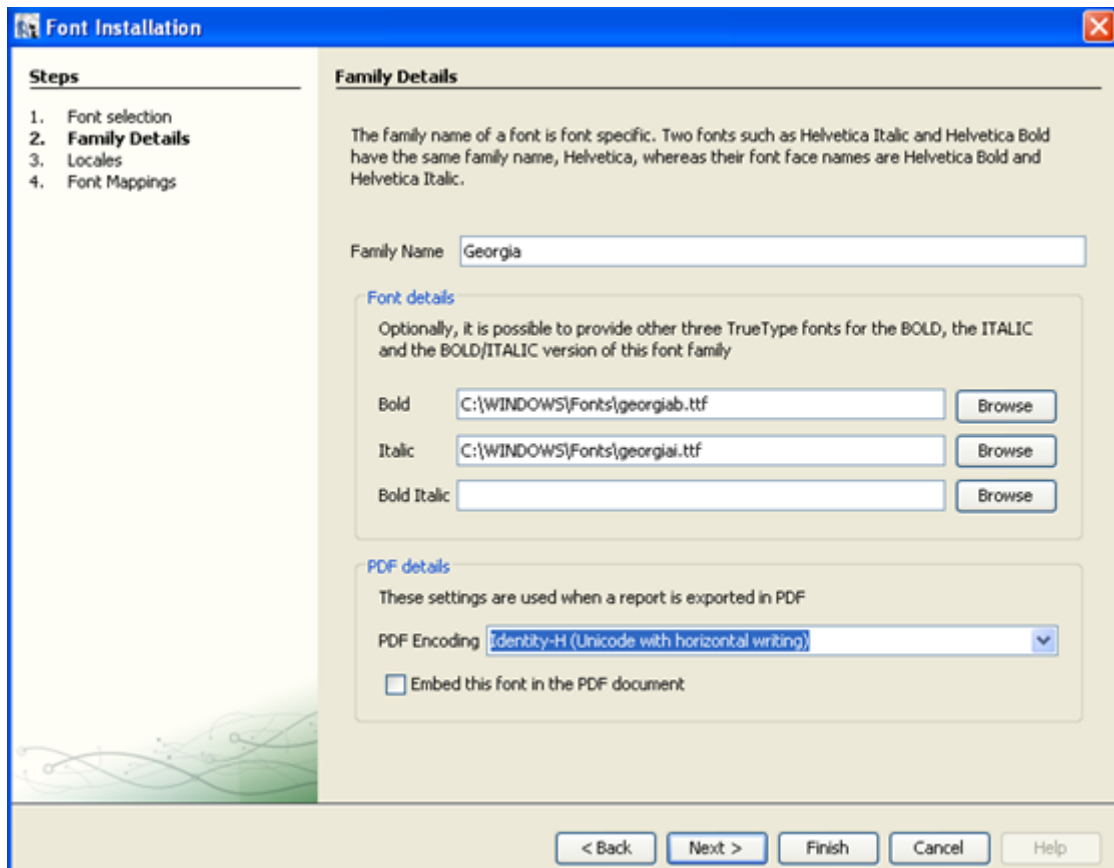 Font Installation
Steps
1. Font selection
2. Family Details
3. Locales
4. Font Mappings
Family Details
The family name of a font is font specific. Two fonts such as Helvetica Italic and Helvetica Bold
have the same family name, Helvetica, whereas their font face names are Helvetica Bold and
Helvetica Italic.
Family Name Georgia
Font details
Optionally, it is possible to provide other three TrueType fonts for the BOLD, the ITALIC
and the BOLD/ITALIC version of this font family
Bold C:\WINDOWS\Fonts\georgiab.ttf Browse
Italic C:\WINDOWS\Fonts\georgiai.ttf Browse
Bold Italic Browse
PDF details
These settings are used when a report is exported in PDF
PDF Encoding Identity-H (Unicode with horizontal writing)
Embed this font in the PDF document
< Back Next > Finish Cancel Help